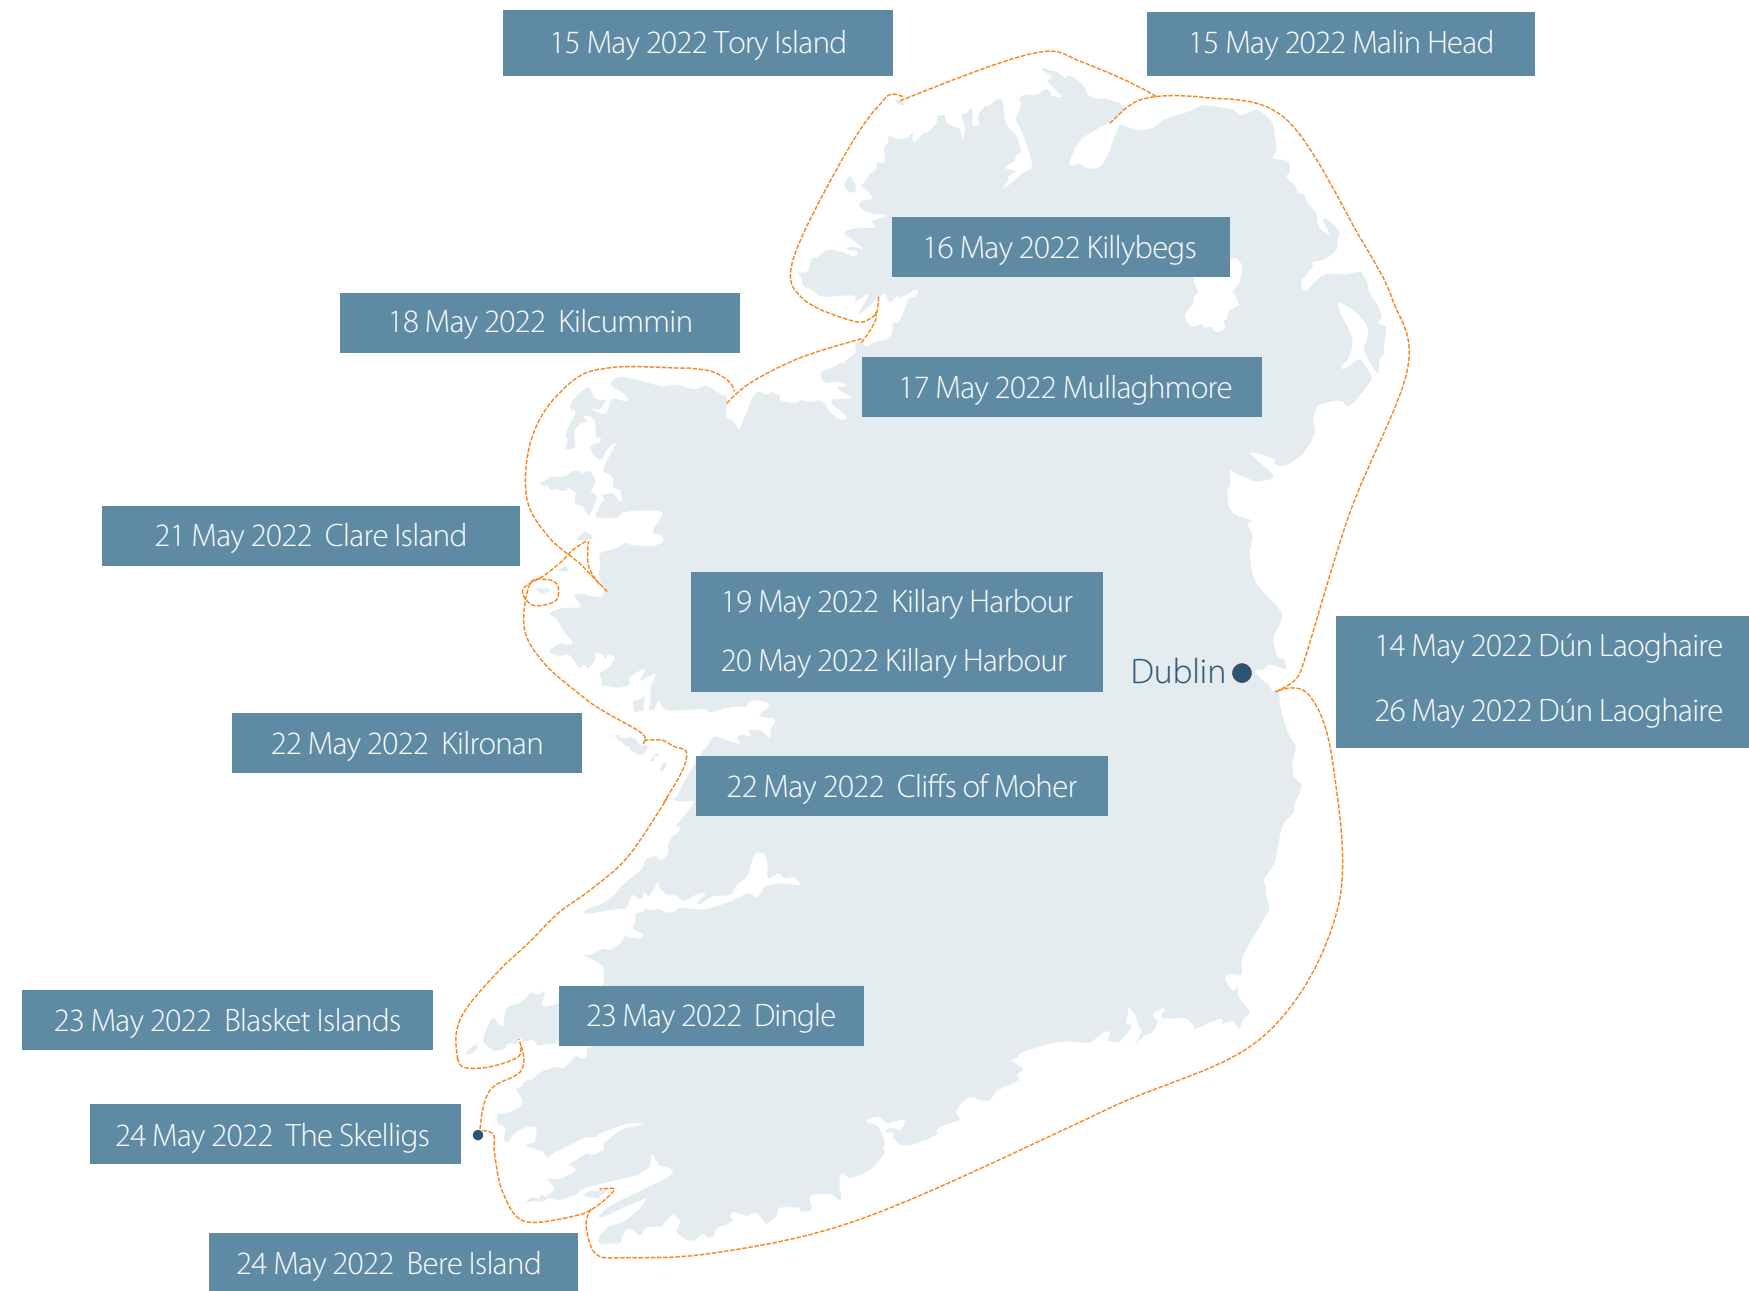 15 May 2022 Tory Island
15 May 2022 Malin Head
16 May 2022 Killybegs
18 May 2022 Kilcummin
17 May 2022 Mullaghmore
21 May 2022 Clare Island
19 May 2022 Killary Harbour
20 May 2022 Killary Harbour
Dublin
14 May 2022 Dún Laoghaire
26 May 2022 Dún Laoghaire
22 May 2022 Kilronan
22 May 2022 Cliffs of Moher
23 May 2022 Blasket Islands
23 May 2022 Dingle
24 May 2022 The Skelligs
24 May 2022 Bere Island